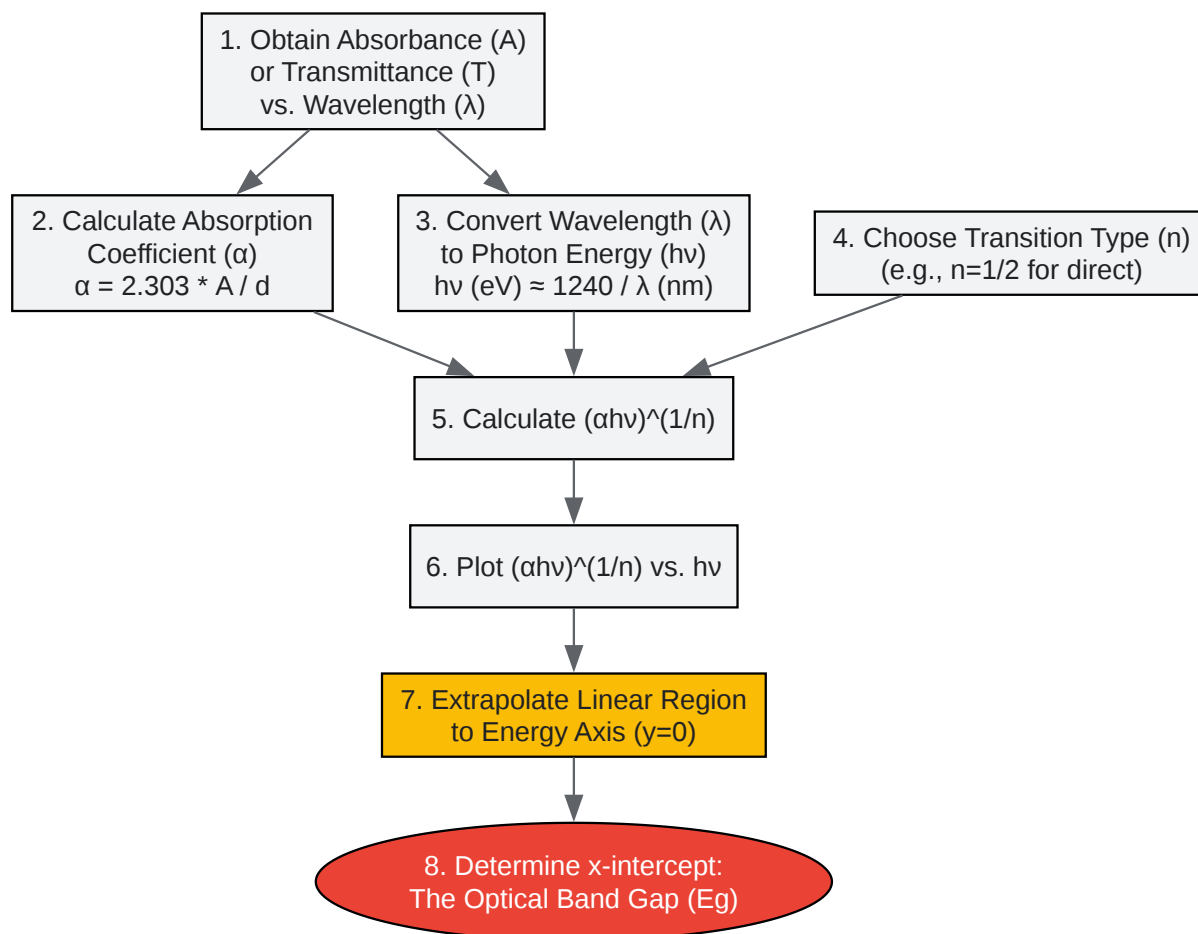 1. Obtain Absorbance (A)
or Transmittance (T)
vs. Wavelength (λ)
2. Calculate Absorption
Coefficient (α)
α = 2.303 * A / d
3. Convert Wavelength (λ)
to Photon Energy (hν)
hν (eV) ≈ 1240 / λ (nm)
4. Choose Transition Type (n)
(e.g., n=1/2 for direct)
5. Calculate (αhν)^(1/n)
6. Plot (αhν)^(1/n) vs. hν
7. Extrapolate Linear Region
to Energy Axis (y=0)
8. Determine x-intercept:
The Optical Band Gap (Eg)